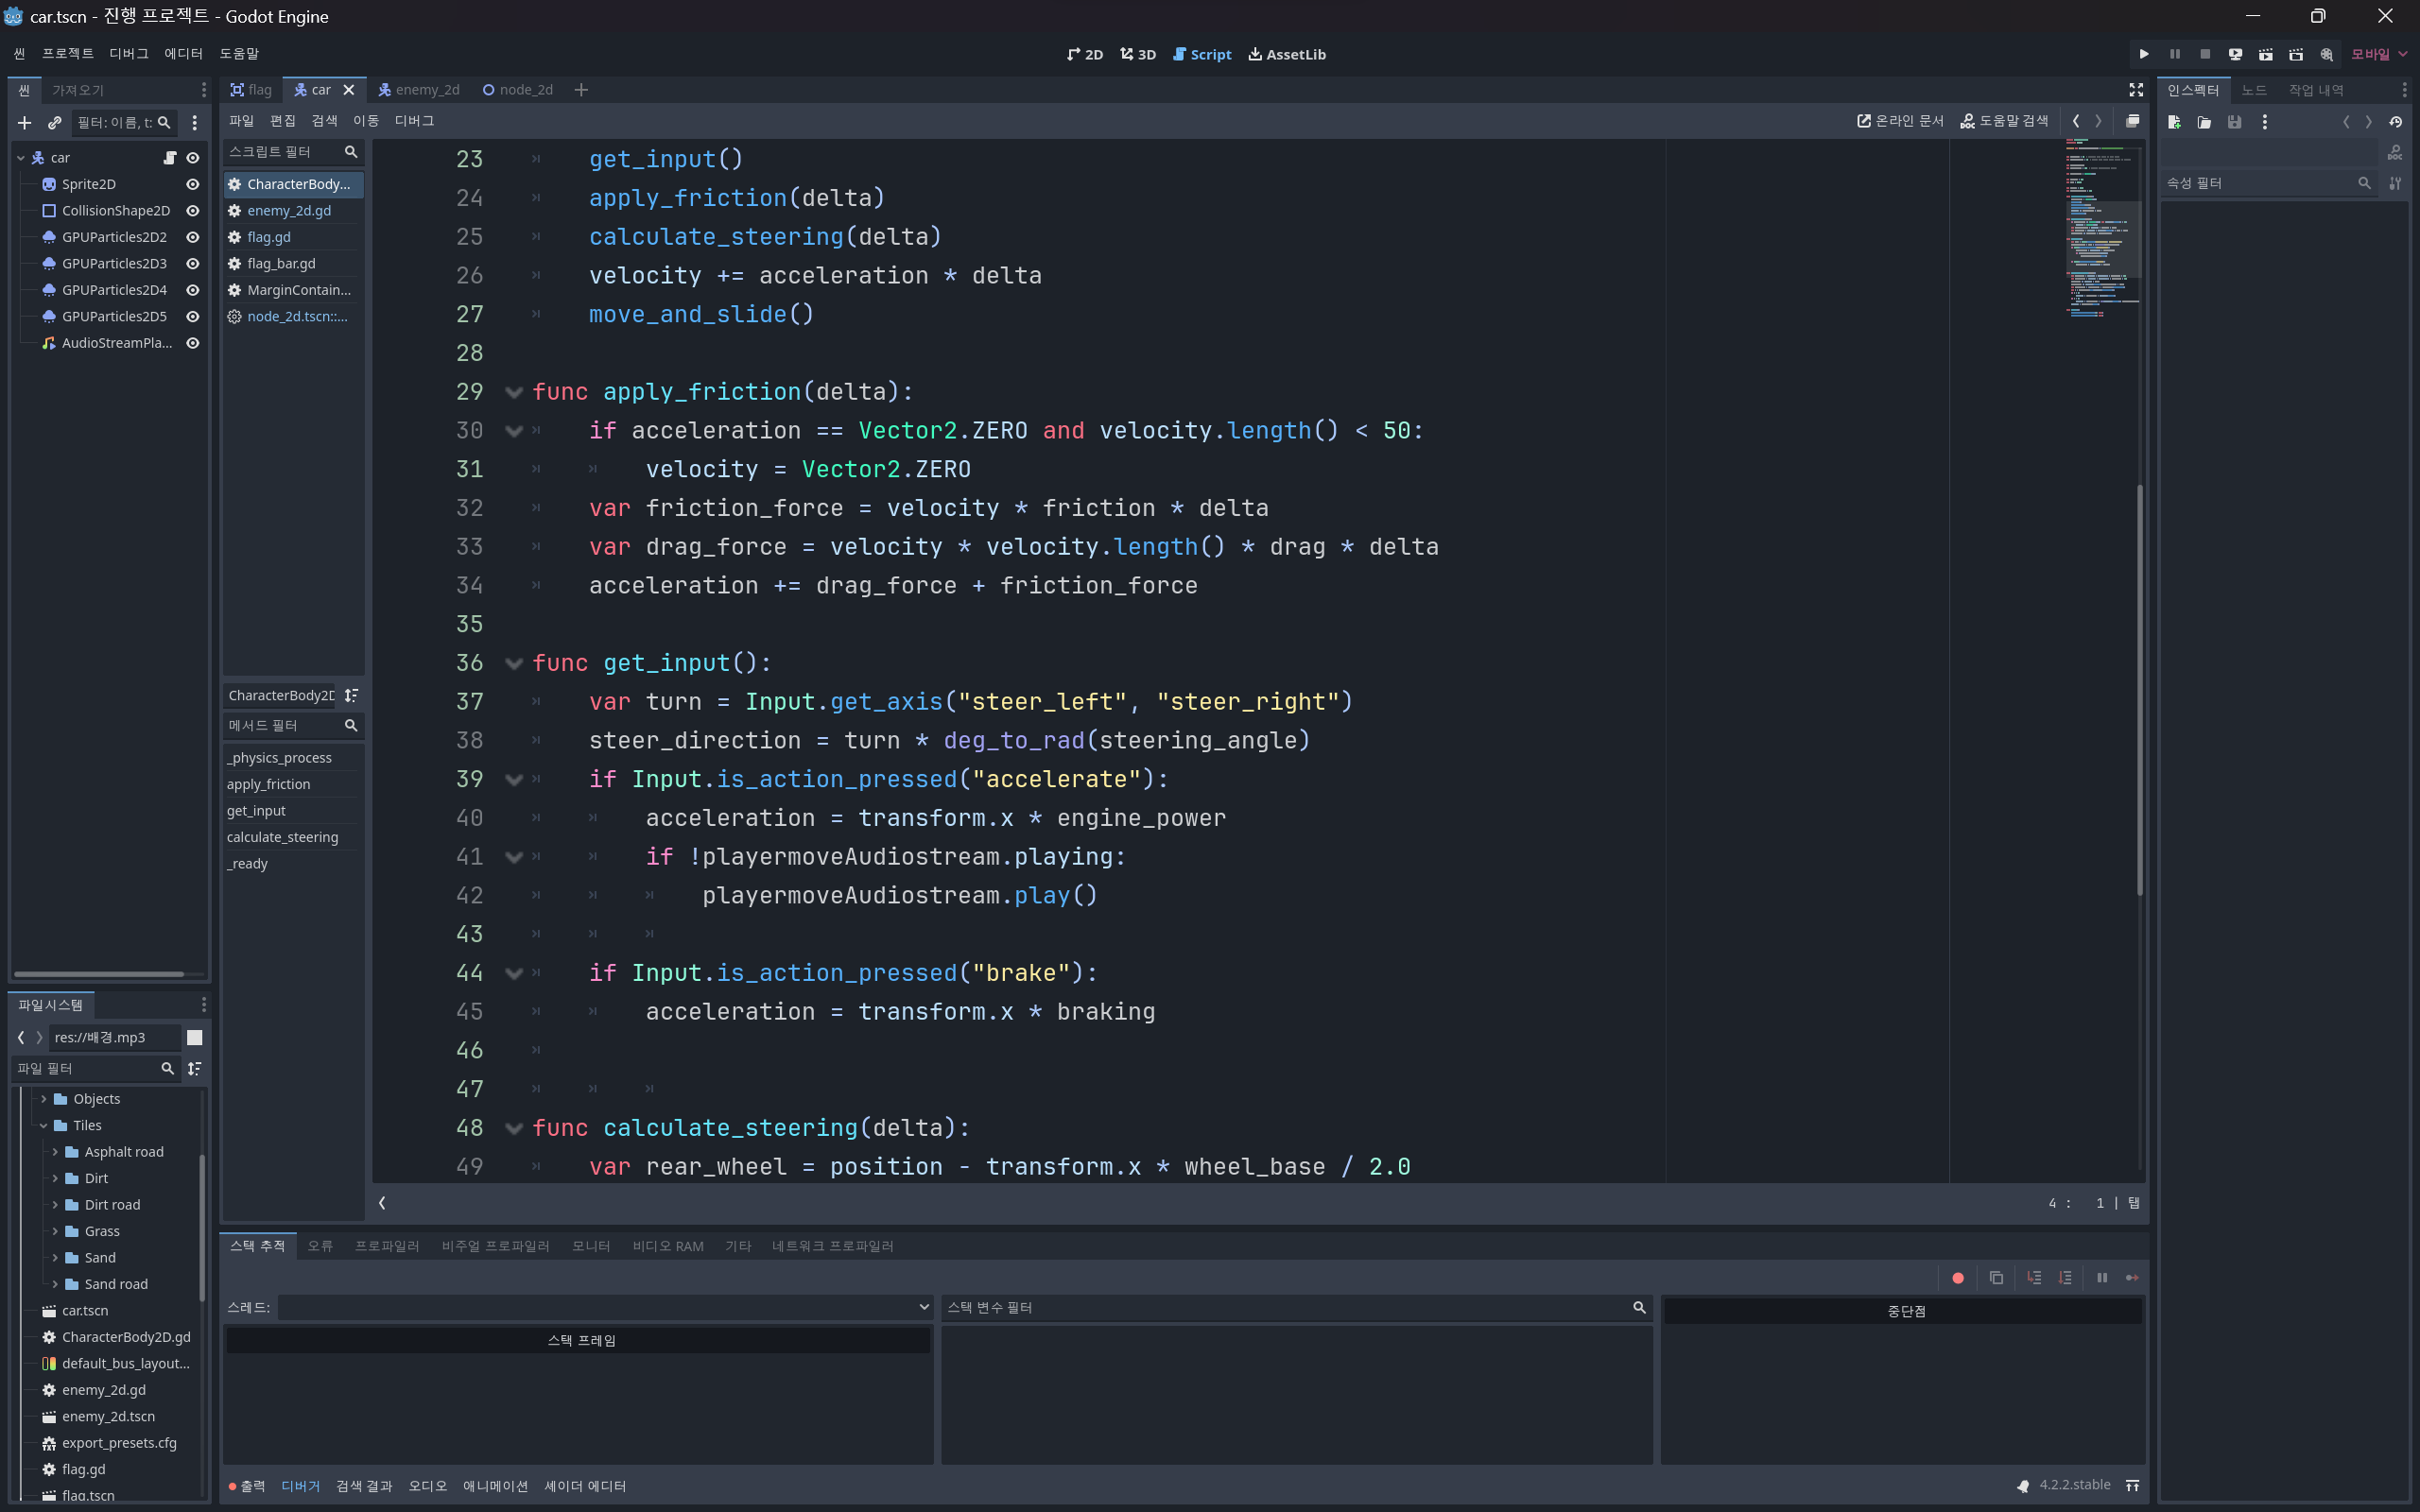 car.tscn - 진행 프로젝트 - Godot Engine
씬 프로젝트 디버그 에디터 도움말
2D 3D Script AssetLib
모바일
씬 가져오기
flag car enemy_2d node_2d
인스펙터 노드 작업 내역
필터: 이름, t:
파일 편집 검색 이동 디버그
온라인 문서 도움말 검색
속성 필터
car
Sprite2D
CollisionShape2D
GPUParticles2D2
GPUParticles2D3
GPUParticles2D4
GPUParticles2D5
AudioStreamPla...
스크립트 필터
CharacterBody...
enemy_2d.gd
flag.gd
flag_bar.gd
MarginContain...
node_2d.tscn::...
CharacterBody2D
메서드 필터
_physics_process
apply_friction
get_input
calculate_steering
_ready
23 get_input()
24 apply_friction(delta)
25 calculate_steering(delta)
26 velocity += acceleration * delta
27 move_and_slide()
28
29 func apply_friction(delta):
30 if acceleration == Vector2.ZERO and velocity.length() < 50:
31 velocity = Vector2.ZERO
32 var friction_force = velocity * friction * delta
33 var drag_force = velocity * velocity.length() * drag * delta
34 acceleration += drag_force + friction_force
35
36 func get_input():
37 var turn = Input.get_axis("steer_left", "steer_right")
38 steer_direction = turn * deg_to_rad(steering_angle)
39 if Input.is_action_pressed("accelerate"):
40 acceleration = transform.x * engine_power
41 if !playermoveAudiostream.playing:
42 playermoveAudiostream.play()
43
44 if Input.is_action_pressed("brake"):
45 acceleration = transform.x * braking
46
47
48 func calculate_steering(delta):
49 var rear_wheel = position - transform.x * wheel_base / 2.0
4 : 1 | 탭
파일시스템
res://배경.mp3
파일 필터
Objects
Tiles
Asphalt road
Dirt
Dirt road
Grass
Sand
Sand road
car.tscn
CharacterBody2D.gd
default_bus_layout...
enemy_2d.gd
enemy_2d.tscn
export_presets.cfg
flag.gd
flag.tscn
스택 추적 오류 프로파일러 비주얼 프로파일러 모니터 비디오 RAM 기타 네트워크 프로파일러
스레드:
스택 변수 필터
중단점
스택 프레임
출력 디버거 검색 결과 오디오 애니메이션 셰이더 에디터
4.2.2.stable